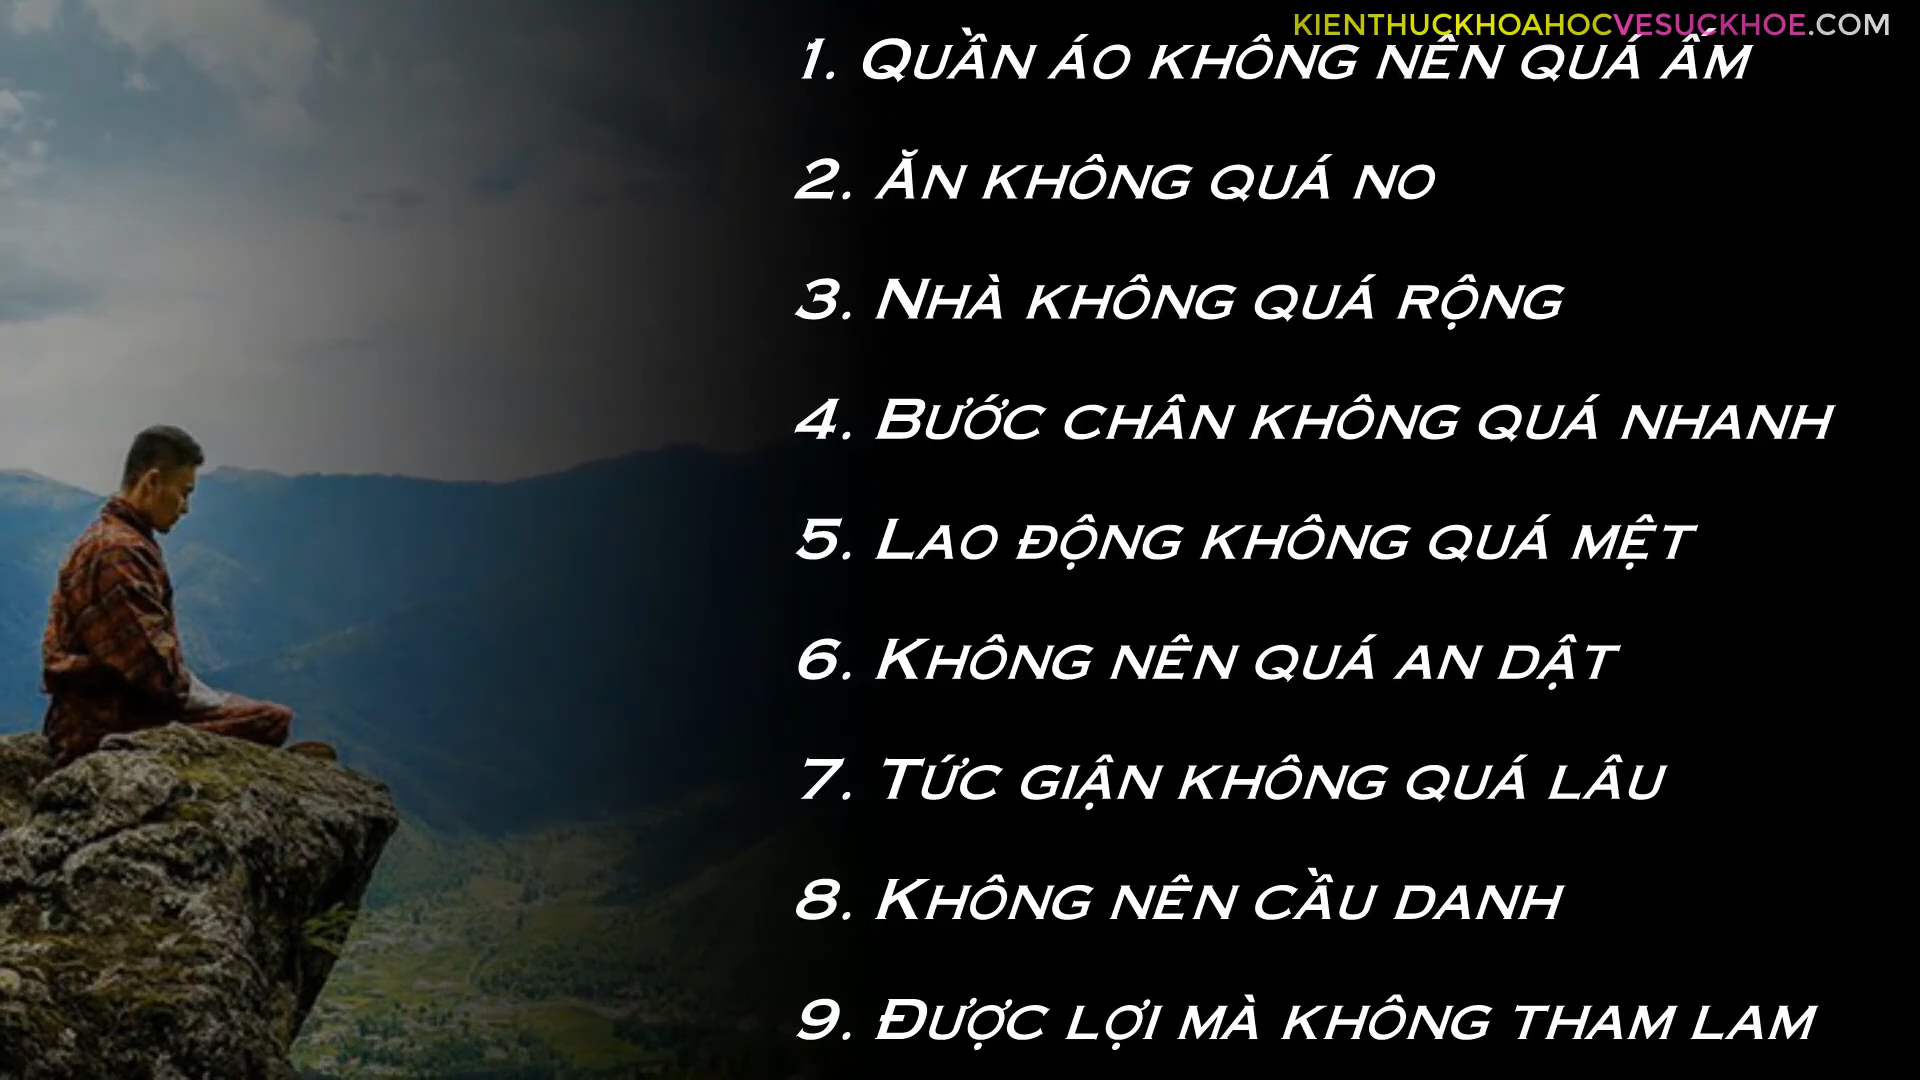 KIENTHUCKHOAHOCVESUCKHOE.COM
1. Quần áo không nên quá ấm
2. Ăn không quá no
3. Nhà không quá rộng
4. Bước chân không quá nhanh
5. Lao động không quá mệt
6. Không nên quá an dật
7. Tức giận không quá lâu
8. Không nên cầu danh
9. Được lợi mà không tham lam